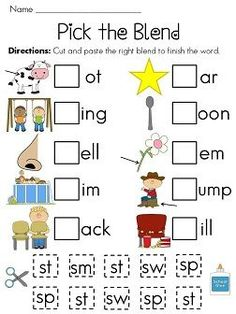 Name
Pick the Blend
Directions: Cut and paste the right blend to finish the word.
ot
ar
ing
oon
ell
em
im
ump
ack
ill
st sm st sw sp
sp st sw sp st